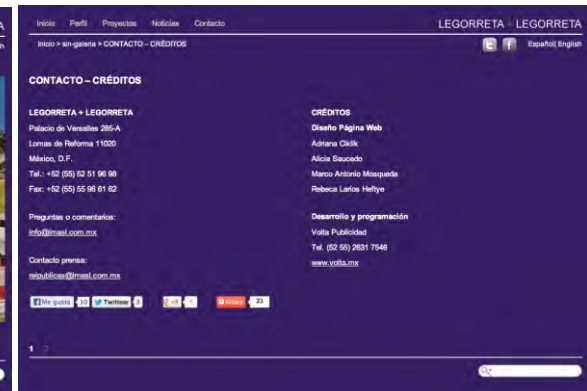 Inicio Perfil Proyectos Noticias Contacto
LEGORRETA + LEGORRETA
Inicio > sin-galeria > CONTACTO – CRÉDITOS
Español| English
CONTACTO – CRÉDITOS
LEGORRETA + LEGORRETA
Palacio de Versalles 285-A
Lomas de Reforma 11020
México, D.F.
Tel.: +52 (55) 52 51 96 98
Fax: +52 (55) 55 96 61 62
Preguntas o comentarios:
info@lmasl.com.mx
Contacto prensa:
relpublicas@lmasl.com.mx
CRÉDITOS
Diseño Página Web
Adriana Ciklik
Alicia Saucedo
Marco Antonio Mosqueda
Rebeca Larios Heftye
Desarrollo y programación
Volta Publicidad
Tel. (52 55) 2631 7546
www.volta.mx
Me gusta 30 Twittear 3 +1 1 Share 23
1 2